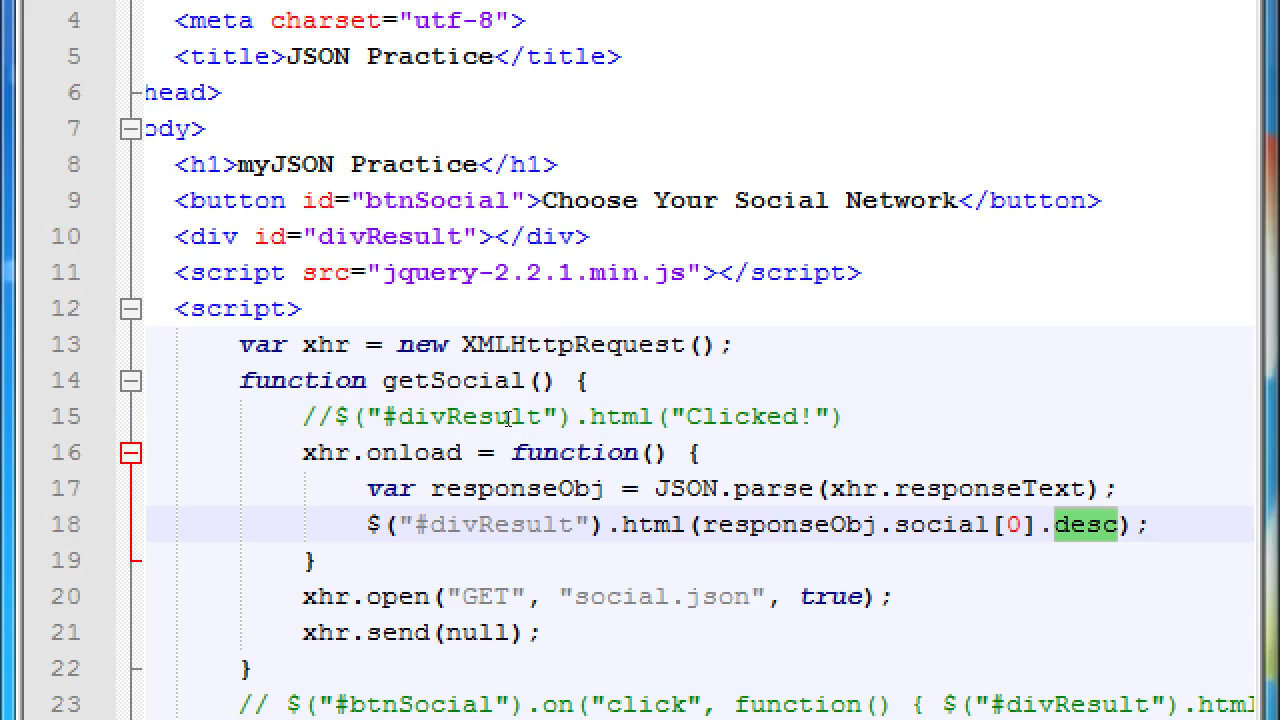 4 <meta charset="utf-8">
5 <title>JSON Practice</title>
6 head>
7 ody>
8 <h1>myJSON Practice</h1>
9 <button id="btnSocial">Choose Your Social Network</button>
10 <div id="divResult"></div>
11 <script src="jquery-2.2.1.min.js"></script>
12 <script>
13 var xhr = new XMLHttpRequest();
14 function getSocial() {
15 //$("#divResult").html("Clicked!")
16 xhr.onload = function() {
17 var responseObj = JSON.parse(xhr.responseText);
18 $("#divResult").html(responseObj.social[0].desc);
19 }
20 xhr.open("GET", "social.json", true);
21 xhr.send(null);
22 }
23 // $("#btnSocial").on("click", function() { $("#divResult").html